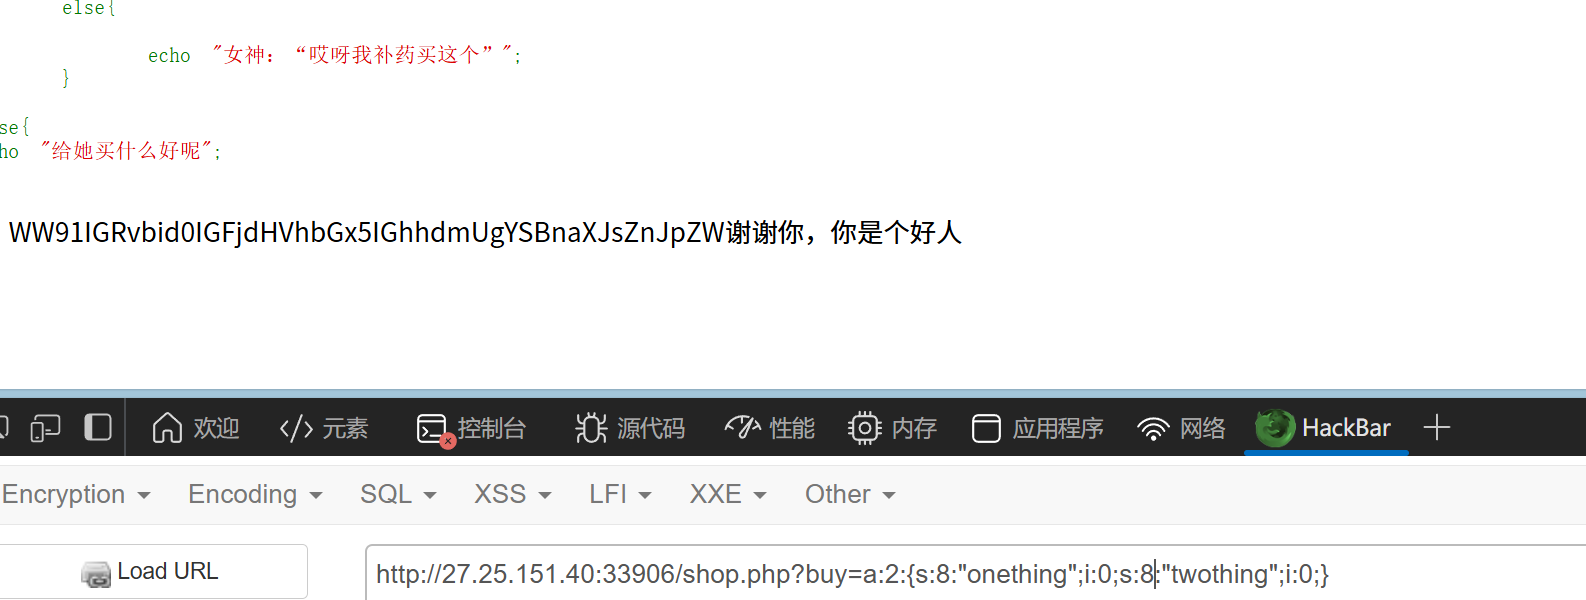 else{
echo "女神：“哎呀我补药买这个”";
}
se{
ho "给她买什么好呢";
WW91IGRvbid0IGFjdHVhbGx5IGhhdmUgYSBnaXJsZnJpZW谢谢你，你是个好人
欢迎 元素 控制台 源代码 性能 内存 应用程序 网络 HackBar
Encryption Encoding SQL XSS LFI XXE Other
Load URL
http://27.25.151.40:33906/shop.php?buy=a:2:{s:8:"onething";i:0;s:8:"twothing";i:0;}